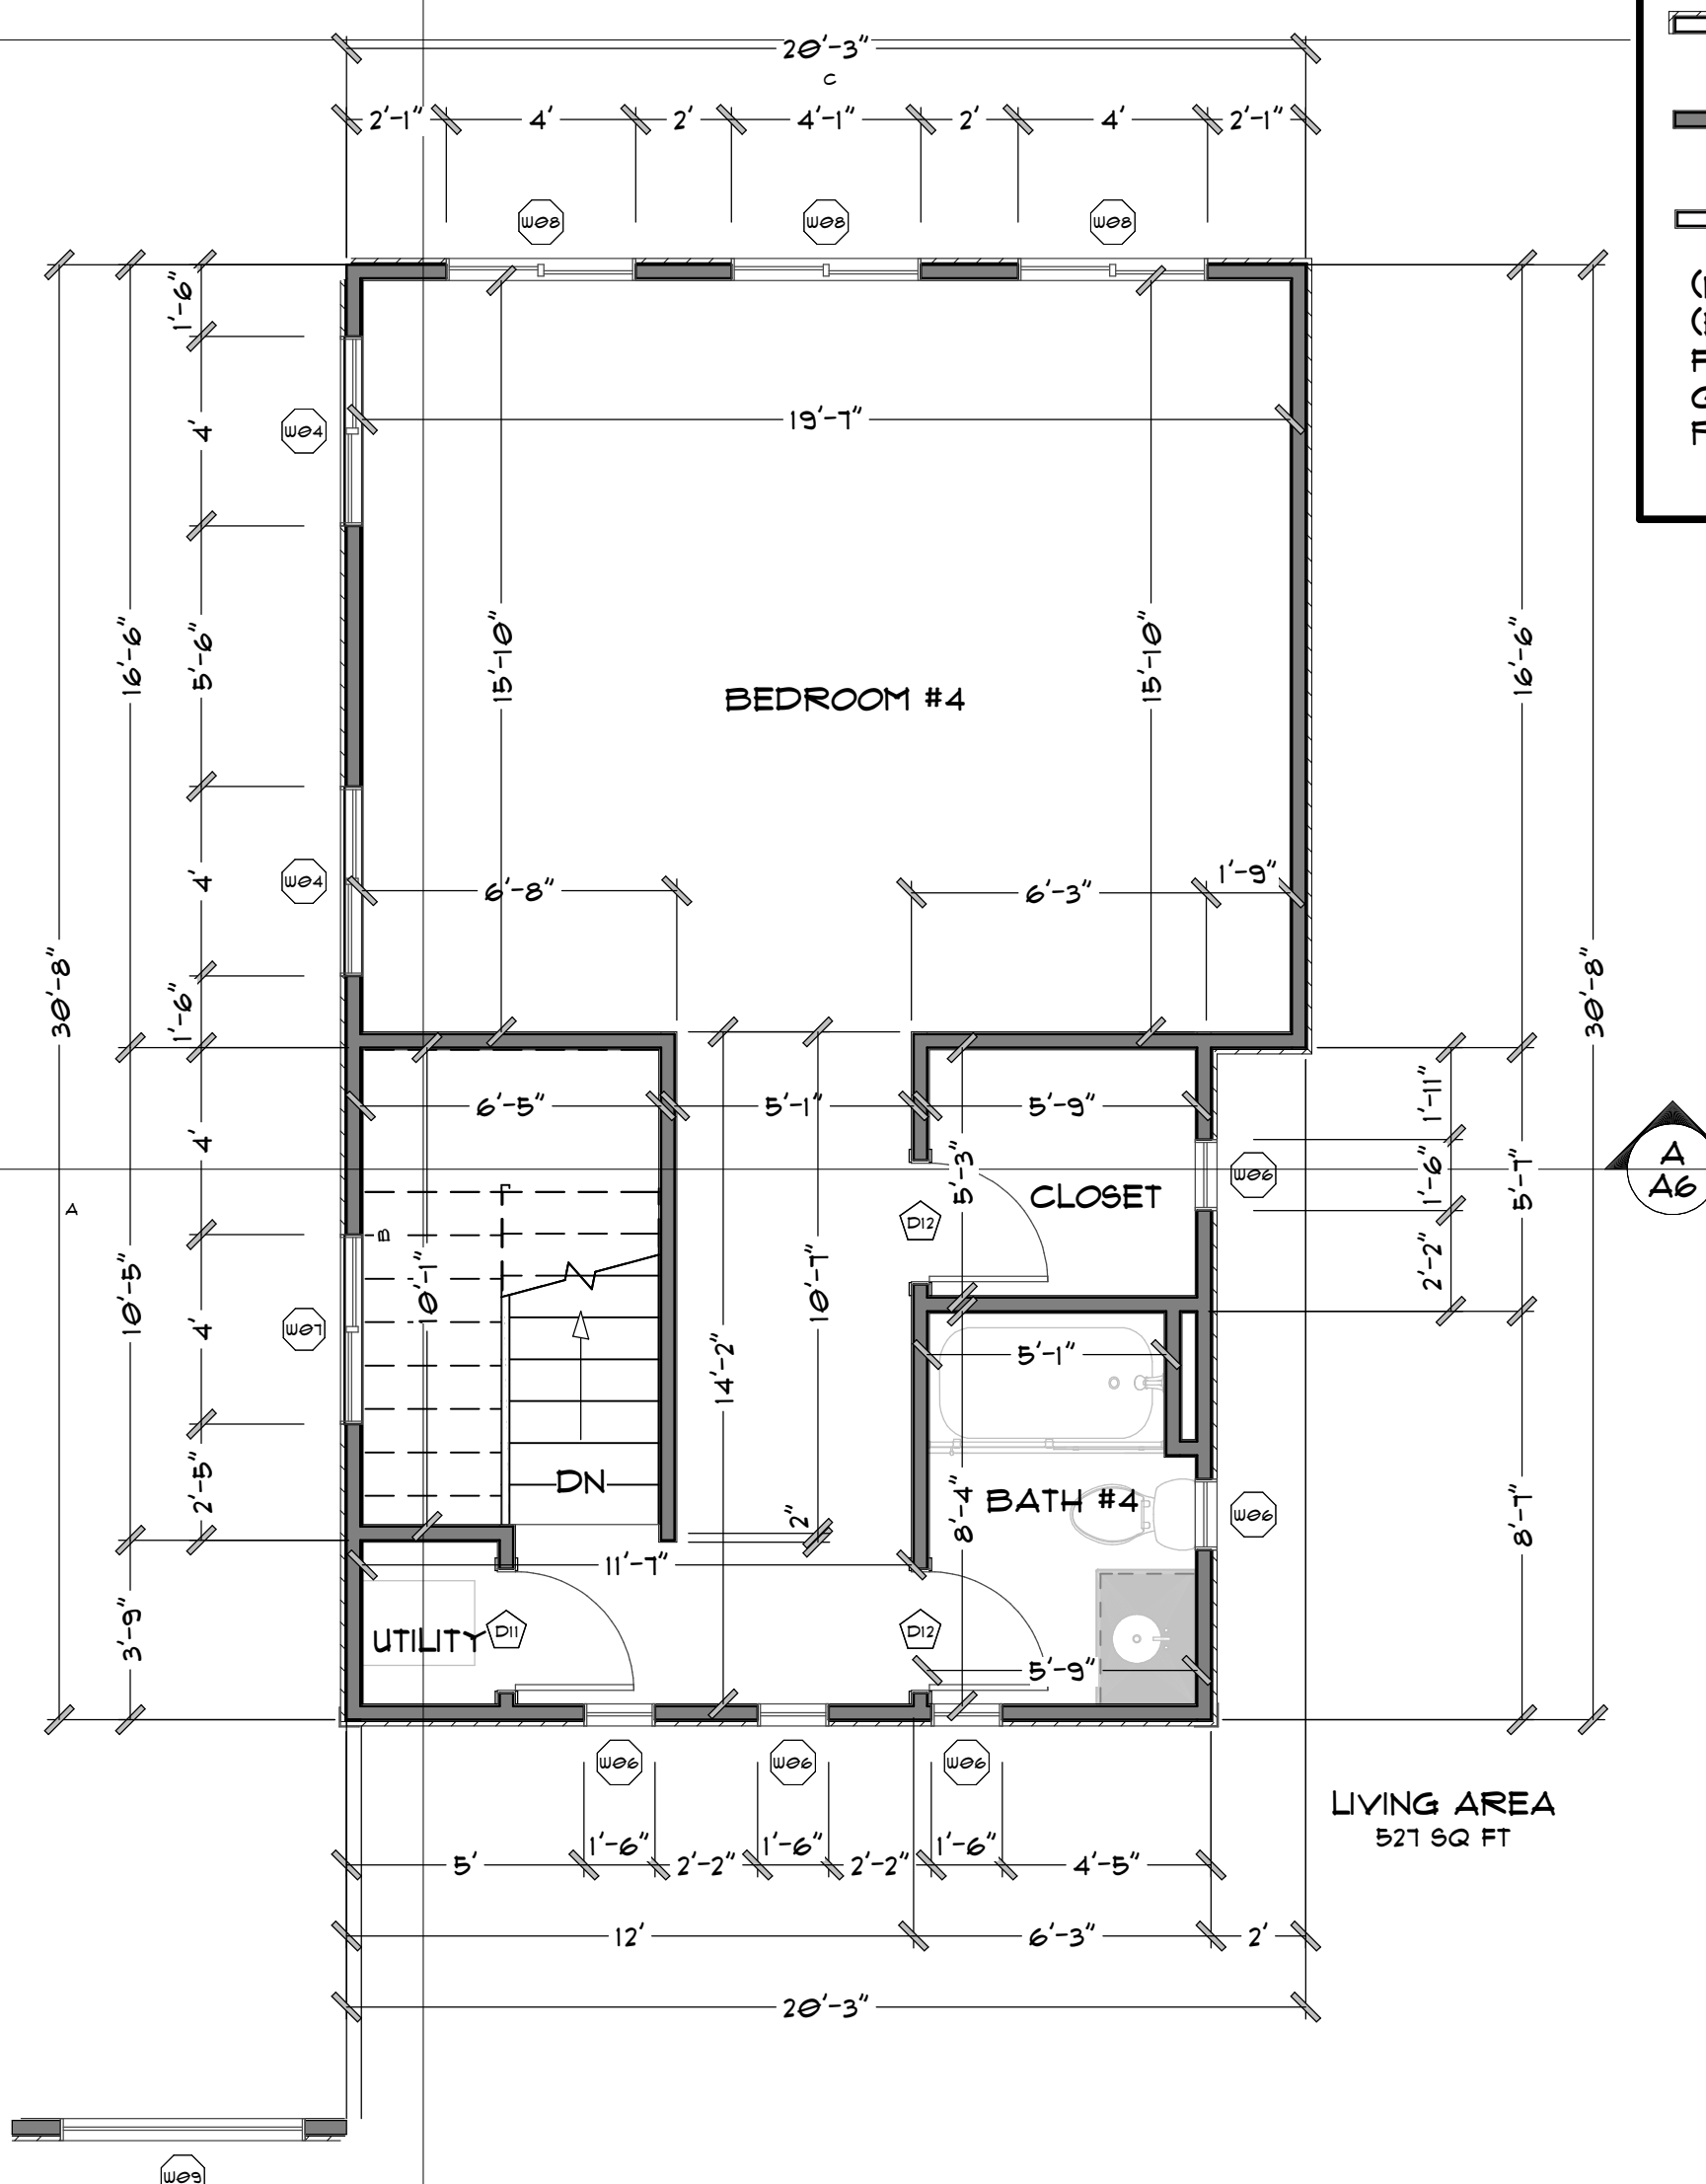 20'-3"
C
2'-1" 4' 2' 4'-1" 2' 4' 2'-1"
W08 W08 W08
1'-6"
19'-7"
4'
W04
16'-6"
5'-6"
15'-10"
15'-10"
16'-6"
BEDROOM #4
4'
W04
6'-8"
6'-3"
1'-9"
30'-8"
1'-6"
30'-8"
6'-5"
5'-1"
5'-9"
1'-11"
4'
5'-3"
W06
1'-6"
5'-7"
A
A6
A
CLOSET
D12
B
2'-2"
10'-5"
10'-1"
10'-7"
4'
W07
14'-2"
5'-1"
2'-5"
DN
2"
8'-4"
BATH #4
W06
8'-7"
11'-7"
3'-9"
UTILITY
D11
D12
5'-9"
W06 W06 W06
LIVING AREA
527 SQ FT
5' 1'-6" 2'-2" 1'-6" 2'-2" 1'-6" 4'-5"
12' 6'-3" 2'
20'-3"
W09